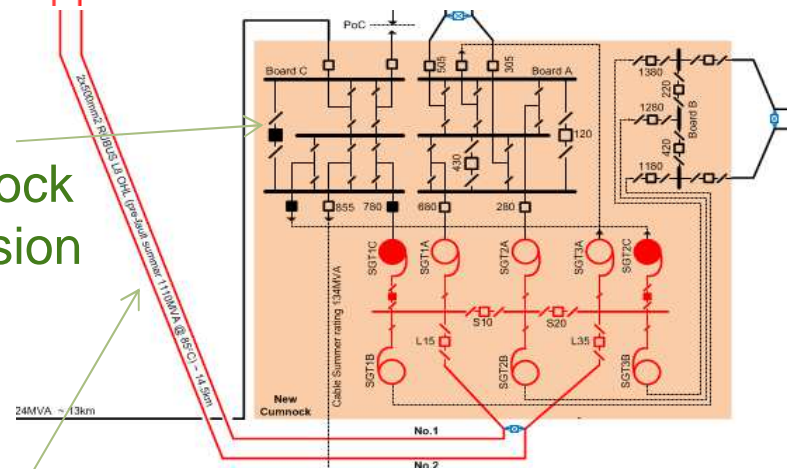 PoC
505
305
Board C
Board A
1380
220
1280
Board B
420
1180
120
430
ock
sion
855
780
680
280
SGT1C
SGT1A
SGT2A
SGT3A
SGT2C
2x500mm2 RUBUS L8 OHL (pre-fault summer 1110MVA @ 85°C) ~ 14.5km
Cable Summer rating 134MVA
S10
S20
L15
L35
SGT1B
SGT2B
SGT3B
New
Cumnock
24MVA ~ 13km
No.1
No.2